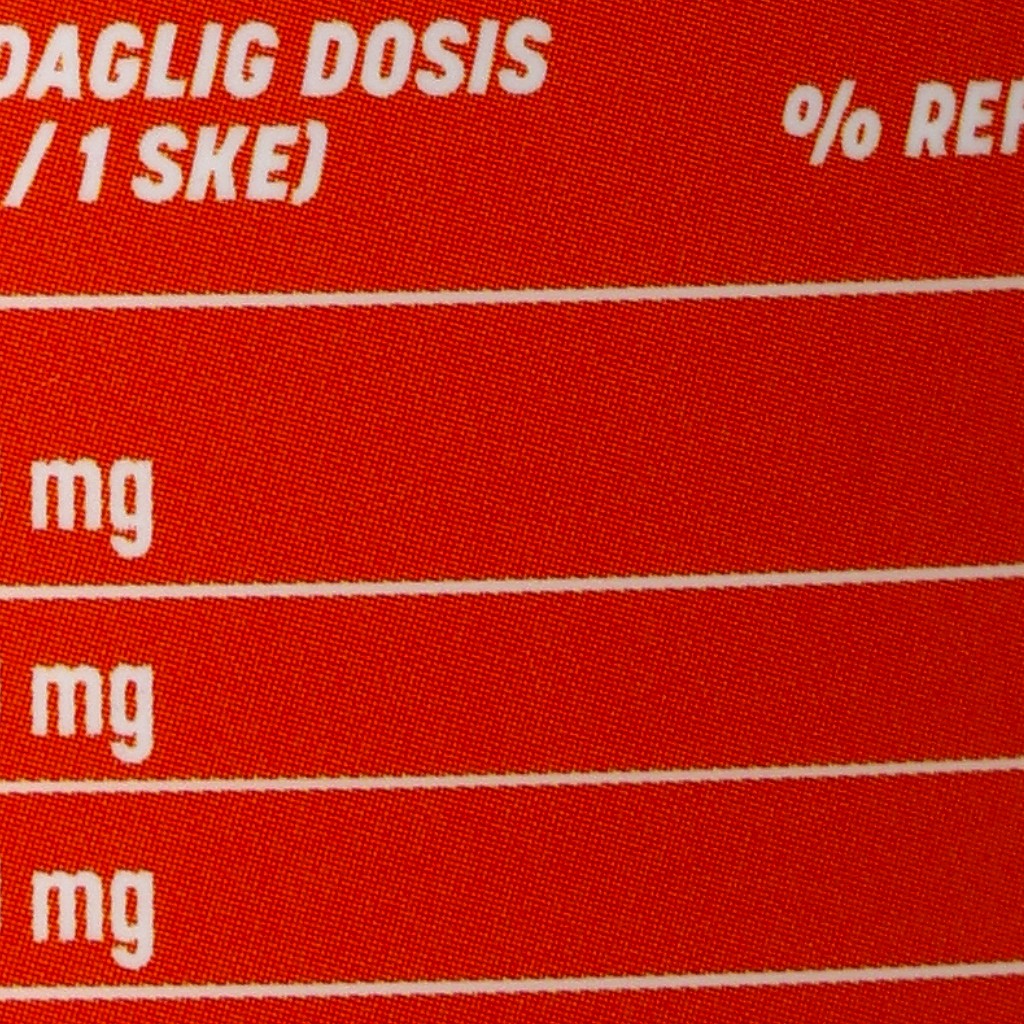 DAGLIG DOSIS
/ 1 SKE)
% REF
mg
mg
mg